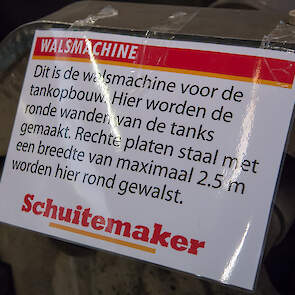 WALSMACHINE
Dit is de walsmachine voor de
tankopbouw. Hier worden de
ronde wanden van de tanks
gemaakt. Rechte platen staal met
een breedte van maximaal 2.5 m
worden hier rond gewalst.
Schuitemaker